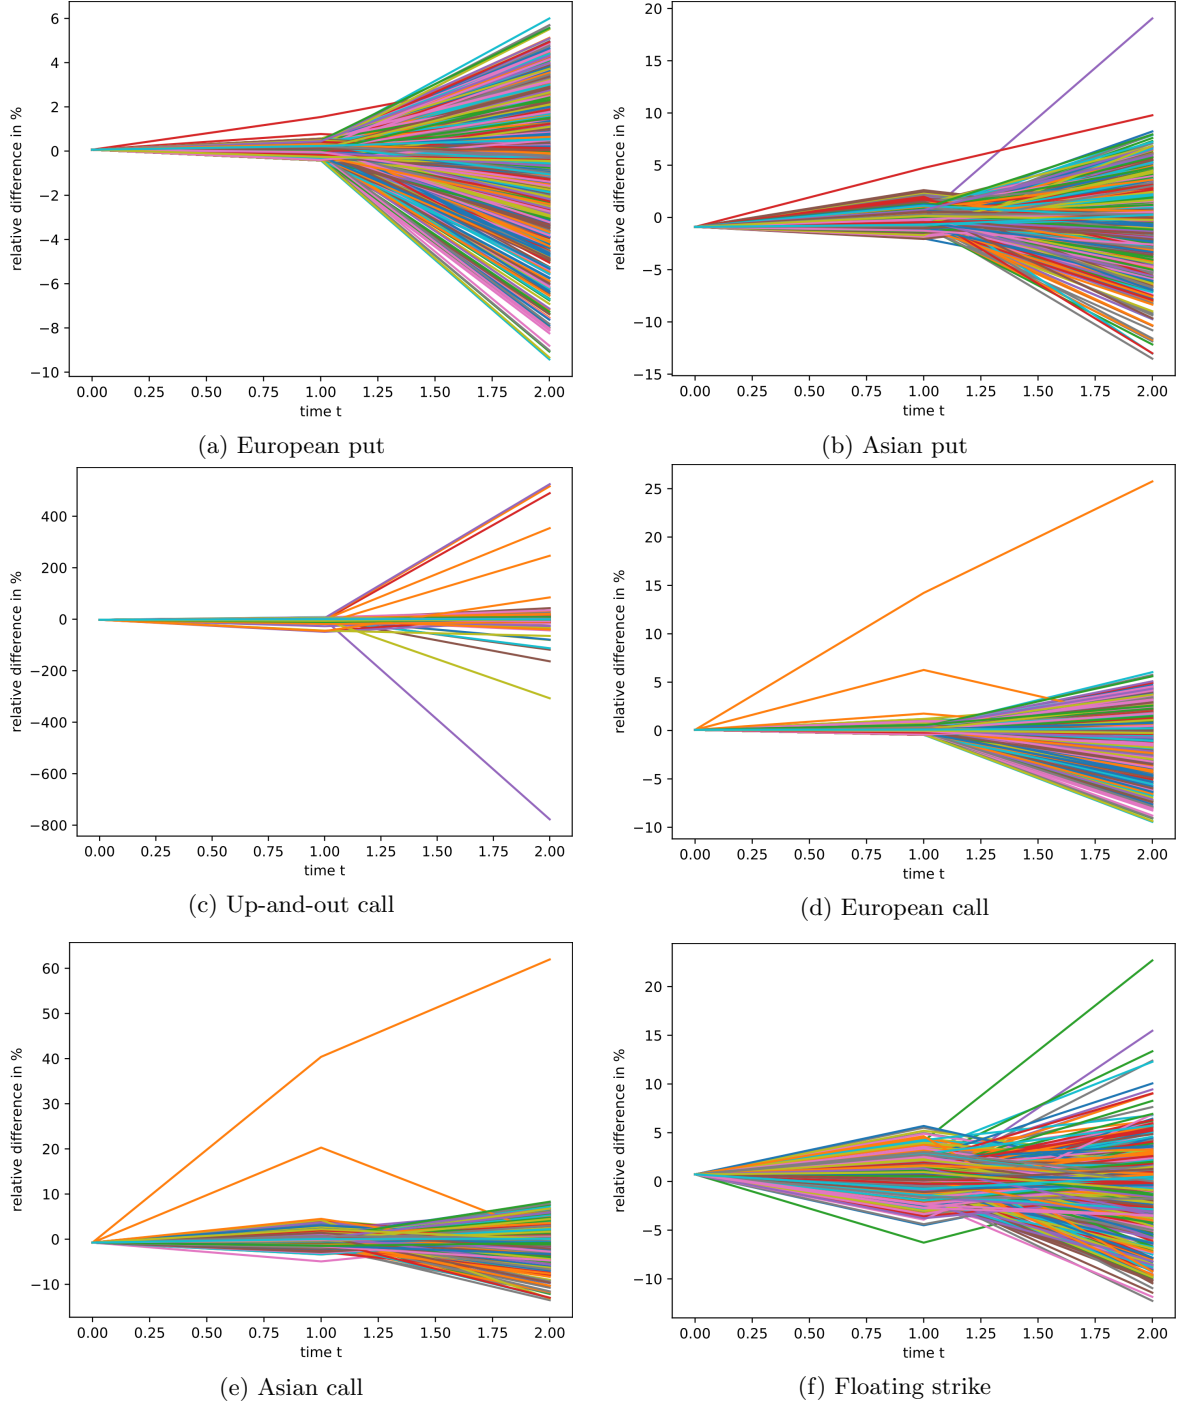 6
4
2
0
−2
−4
−6
−8
−10
relative difference in %
0.00 0.25 0.50 0.75 1.00 1.25 1.50 1.75 2.00
time t
(a) European put
20
15
10
5
0
−5
−10
−15
relative difference in %
0.00 0.25 0.50 0.75 1.00 1.25 1.50 1.75 2.00
time t
(b) Asian put
400
200
0
−200
−400
−600
−800
relative difference in %
0.00 0.25 0.50 0.75 1.00 1.25 1.50 1.75 2.00
time t
(c) Up-and-out call
25
20
15
10
5
0
−5
−10
relative difference in %
0.00 0.25 0.50 0.75 1.00 1.25 1.50 1.75 2.00
time t
(d) European call
60
50
40
30
20
10
0
−10
relative difference in %
0.00 0.25 0.50 0.75 1.00 1.25 1.50 1.75 2.00
time t
(e) Asian call
20
15
10
5
0
−5
−10
relative difference in %
0.00 0.25 0.50 0.75 1.00 1.25 1.50 1.75 2.00
time t
(f) Floating strike